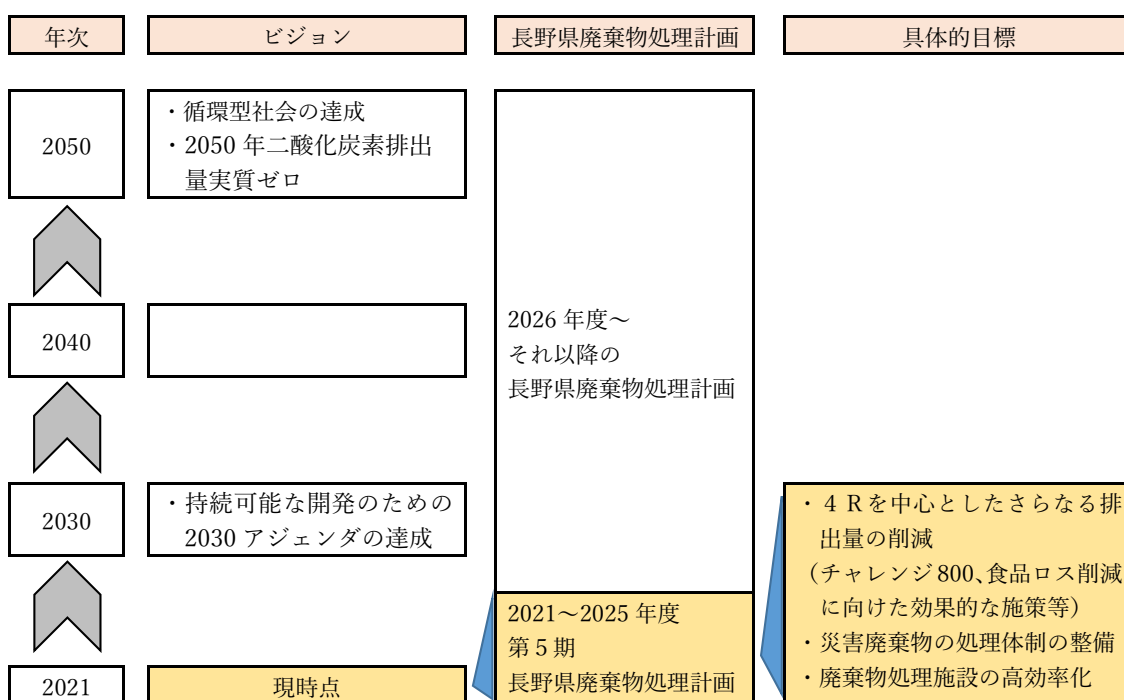 年次
ビジョン
長野県廃棄物処理計画
具体的目標
2050
・循環型社会の達成
・2050 年二酸化炭素排出
量実質ゼロ
2040
2026 年度~
それ以降の
長野県廃棄物処理計画
2030
・持続可能な開発のための
2030 アジェンダの達成
・4 Rを中心としたさらなる排
出量の削減
(チャレンジ 800、食品ロス削減
に向けた効果的な施策等)
・災害廃棄物の処理体制の整備
・廃棄物処理施設の高効率化
2021~2025 年度
第5期
長野県廃棄物処理計画
2021
現時点